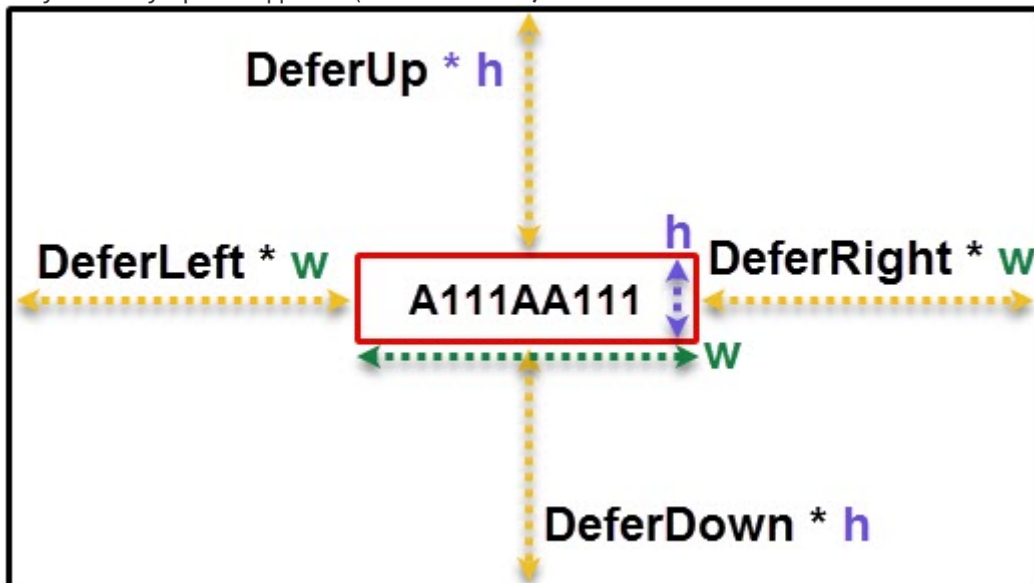 DeferUp * h
h
DeferLeft * w
DeferRight * w
A111AA111
w
DeferDown * h